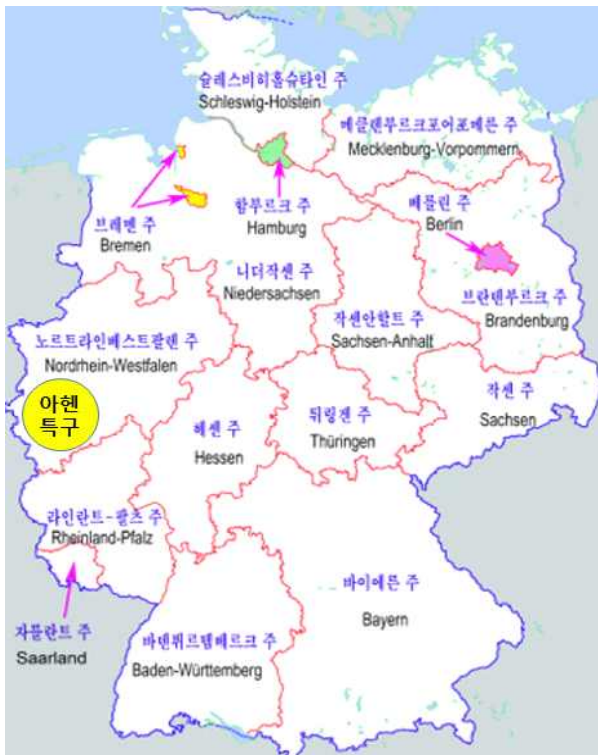 슬레스비히홀슈타인 주
Schleswig-Holstein
메클렌부르크포어포메른 주
Mecklenburg-Vorpommern
브레멘 주
Bremen
함부르크 주
Hamburg
베를린 주
Berlin
니더작센 주
Niedersachsen
브란덴부르크 주
Brandenburg
노르트라인베스트팔렌 주
Nordrhein-Westfalen
작센안할트 주
Sachsen-Anhalt
아헨
특구
헤센 주
Hessen
튀링겐 주
Thüringen
작센 주
Sachsen
라인란트-팔츠 주
Rheinland-Pfalz
자를란트 주
Saarland
바덴뷔르템베르크 주
Baden-Württemberg
바이에른 주
Bayern